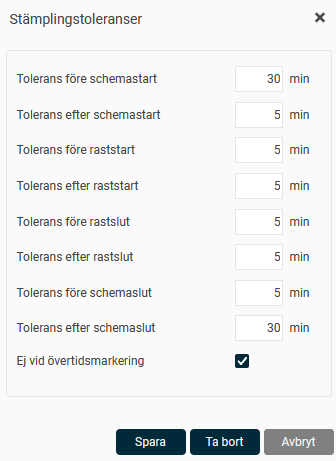 Stämplingstoleranser ×
Tolerans före schemastart 30 min
Tolerans efter schemastart 5 min
Tolerans före raststart 5 min
Tolerans efter raststart 5 min
Tolerans före rastslut 5 min
Tolerans efter rastslut 5 min
Tolerans före schemaslut 5 min
Tolerans efter schemaslut 30 min
Ej vid övertidsmarkering
Spara Ta bort Avbryt